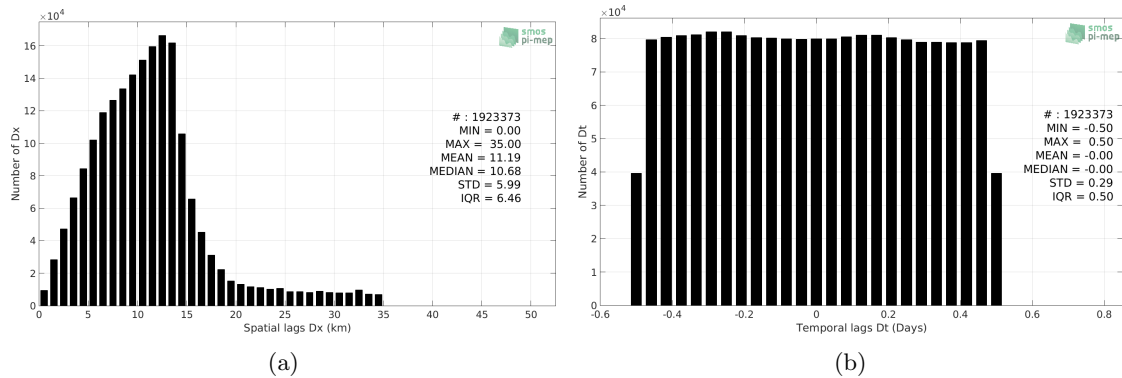 ×10⁴
smos
pi-mep
16
14
12
10
8
6
4
2
0
Number of Dx
# : 1923373
MIN = 0.00
MAX = 35.00
MEAN = 11.19
MEDIAN = 10.68
STD = 5.99
IQR = 6.46
0 5 10 15 20 25 30 35 40 45 50
Spatial lags Dx (km)
(a)
×10⁴
smos
pi-mep
8
7
6
5
4
3
2
1
0
Number of Dt
# : 1923373
MIN = -0.50
MAX = 0.50
MEAN = -0.00
MEDIAN = -0.00
STD = 0.29
IQR = 0.50
-0.6 -0.4 -0.2 0 0.2 0.4 0.6 0.8
Temporal lags Dt (Days)
(b)